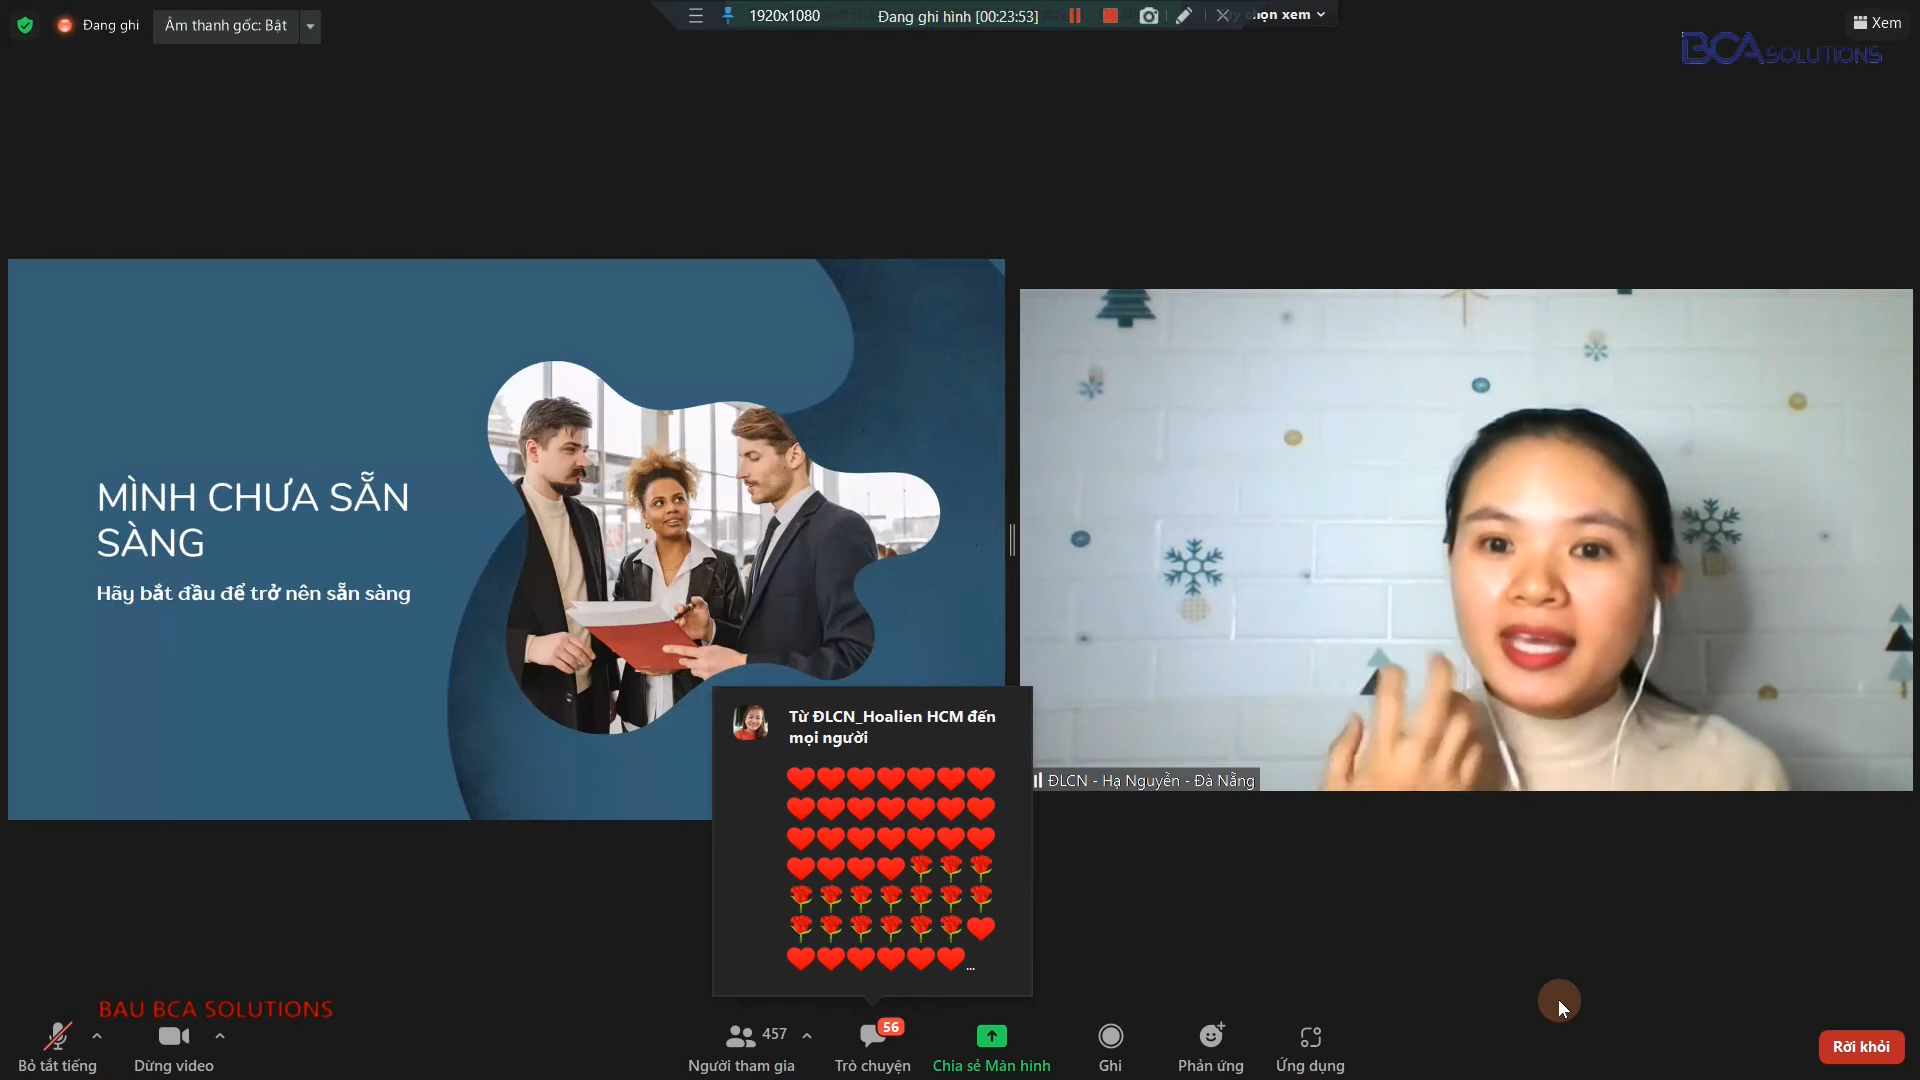 Đang ghi
Âm thanh gốc: Bật
1920x1080
Đang ghi hình [00:23:53]
chọn xem
Xem
BCA SOLUTIONS
MÌNH CHƯA SẴN
SÀNG
Hãy bắt đầu để trở nên sẵn sàng
Từ ĐLCN_Hoalien HCM đến
mọi người
...
ĐLCN - Hạ Nguyễn - Đà Nẵng
BAU BCA SOLUTIONS
Bỏ tắt tiếng
Dừng video
457
Người tham gia
56
Trò chuyện
Chia sẻ Màn hình
Ghi
Phản ứng
Ứng dụng
Rời khỏi